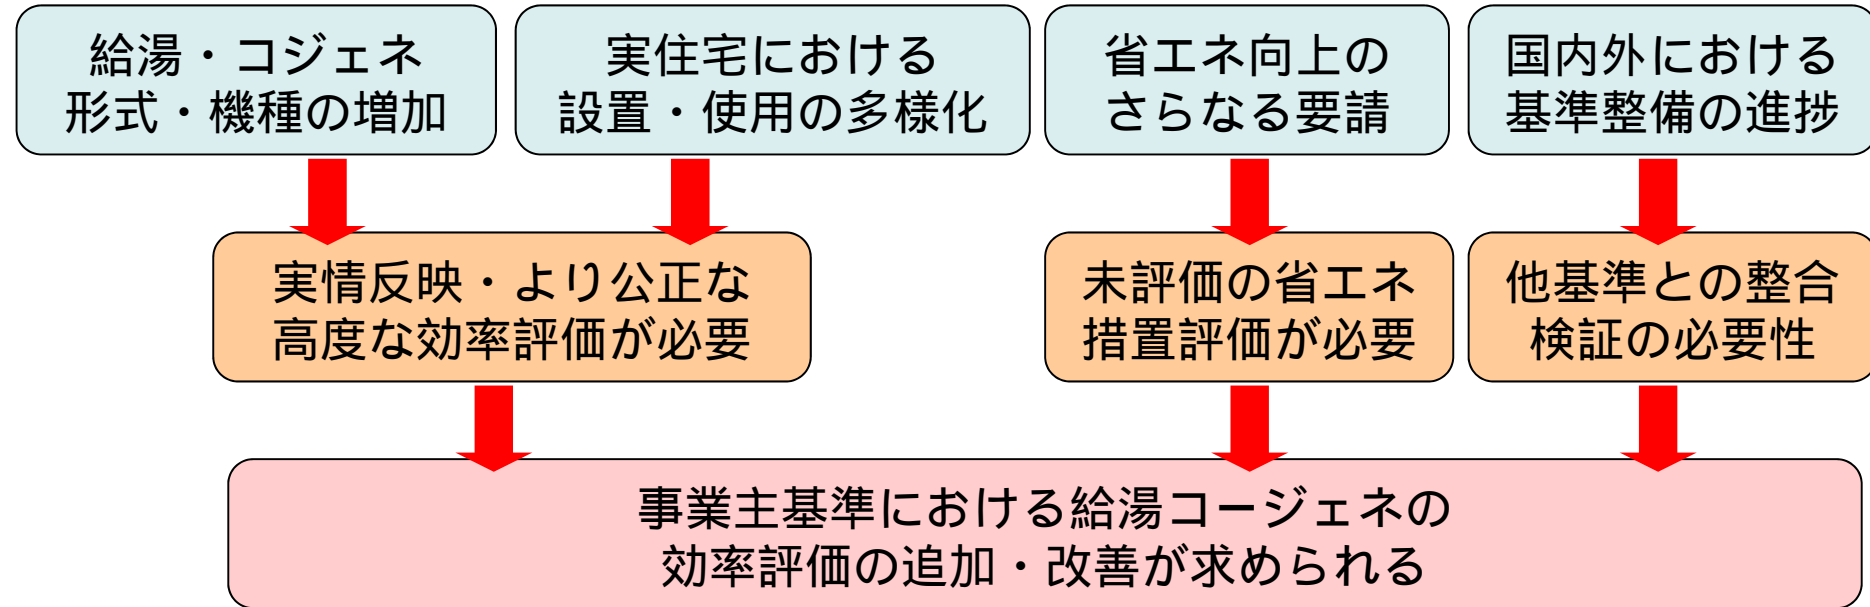 給湯・コジェネ
形式・機種の増加
実住宅における
設置・使用の多様化
省エネ向上の
さらなる要請
国内外における
基準整備の進捗
実情反映・より公正な
高度な効率評価が必要
未評価の省エネ
措置評価が必要
他基準との整合
検証の必要性
事業主基準における給湯コージェネの
効率評価の追加・改善が求められる